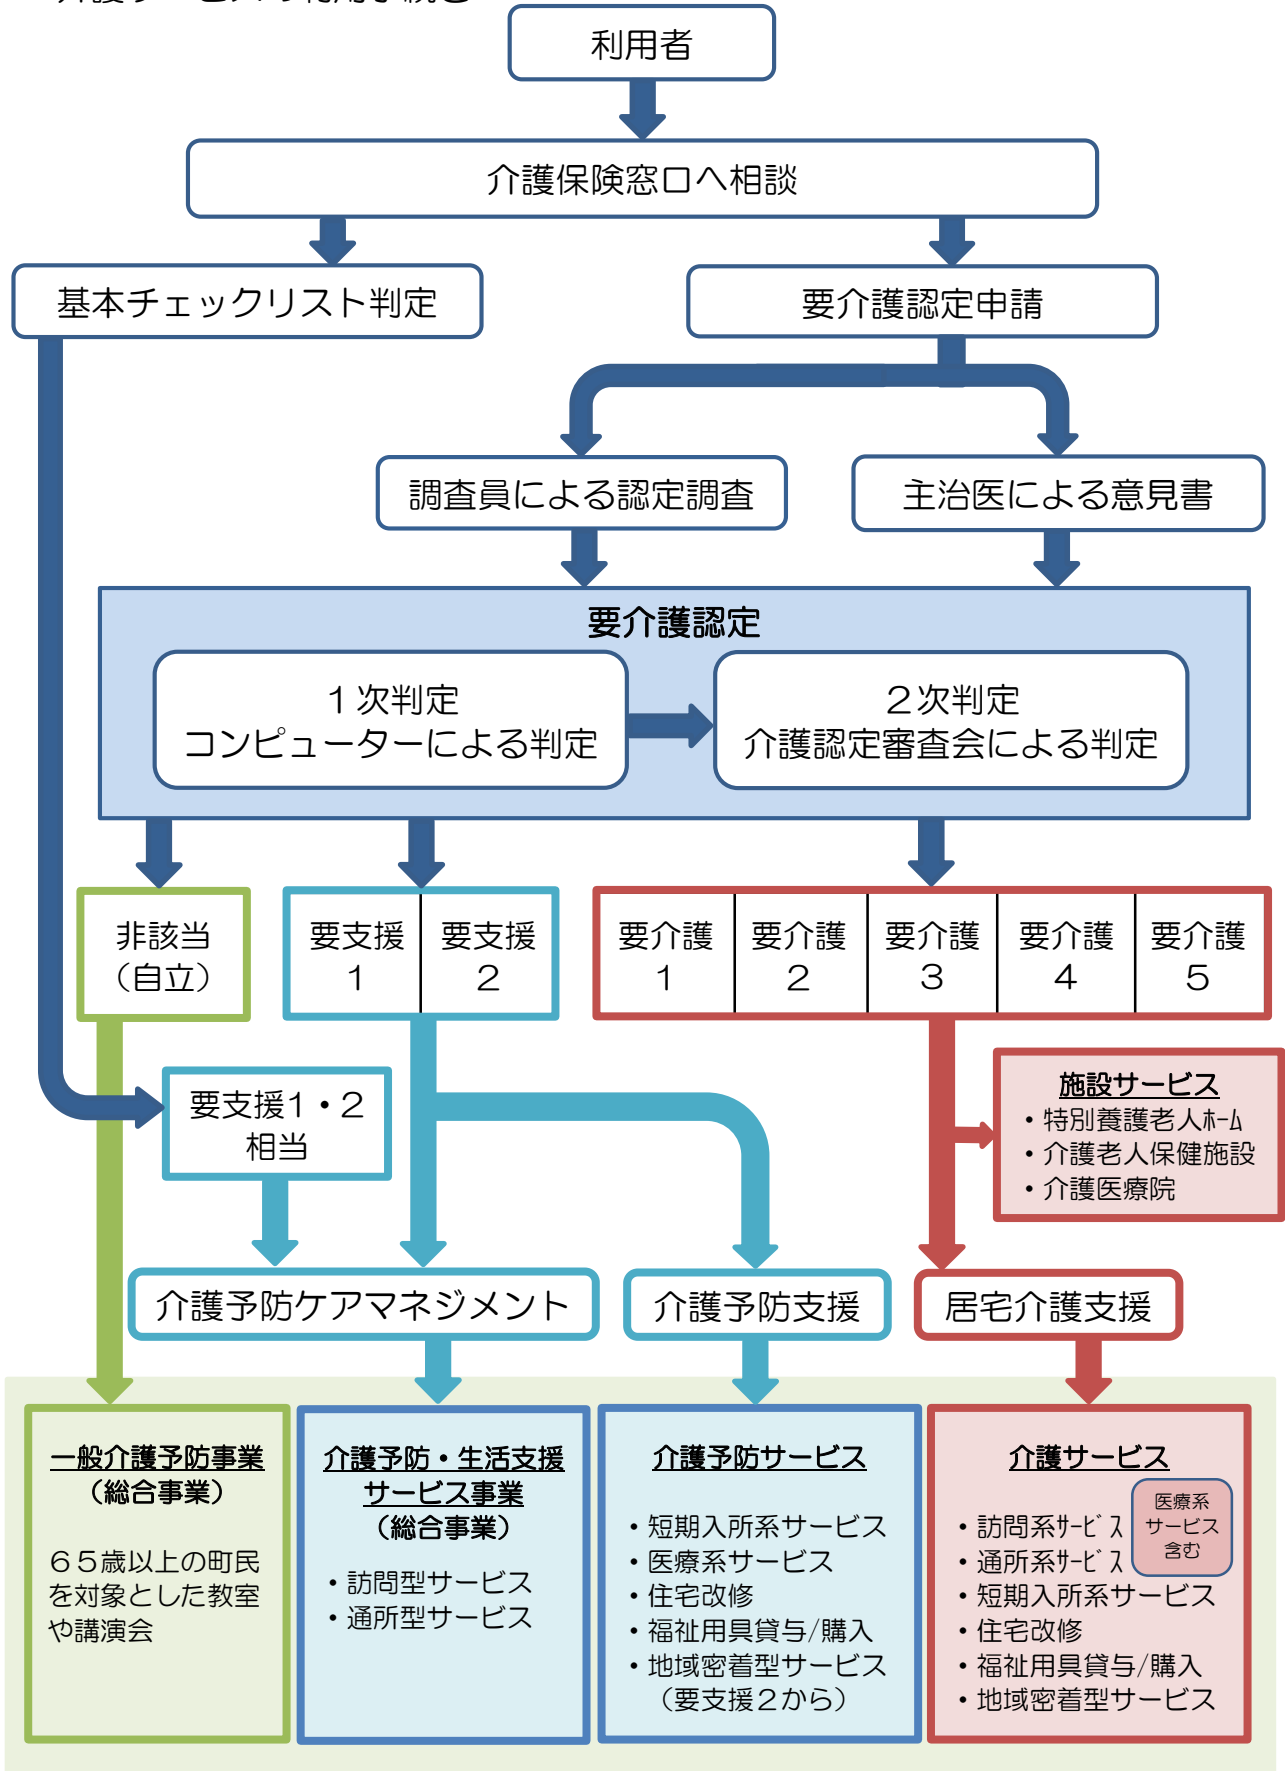 利用者
介護保険窓口へ相談
基本チェックリスト判定
要介護認定申請
調査員による認定調査
主治医による意見書
要介護認定
１次判定
コンピューターによる判定
２次判定
介護認定審査会による判定
非該当
（自立）
要支援
1
要支援
2
要介護
1
要介護
2
要介護
3
要介護
4
要介護
5
要支援1・2
相当
施設サービス
・特別養護老人ﾎｰﾑ
・介護老人保健施設
・介護医療院
介護予防ケアマネジメント
介護予防支援
居宅介護支援
一般介護予防事業
（総合事業）
６５歳以上の町民
を対象とした教室
や講演会
介護予防・生活支援
サービス事業
（総合事業）
・訪問型サービス
・通所型サービス
介護予防サービス
・短期入所系サービス
・医療系サービス
・住宅改修
・福祉用具貸与/購入
・地域密着型サービス
（要支援２から）
介護サービス
・訪問系ｻｰﾋﾞｽ
・通所系ｻｰﾋﾞｽ
・短期入所系サービス
・住宅改修
・福祉用具貸与/購入
・地域密着型サービス
医療系
サービス
含む